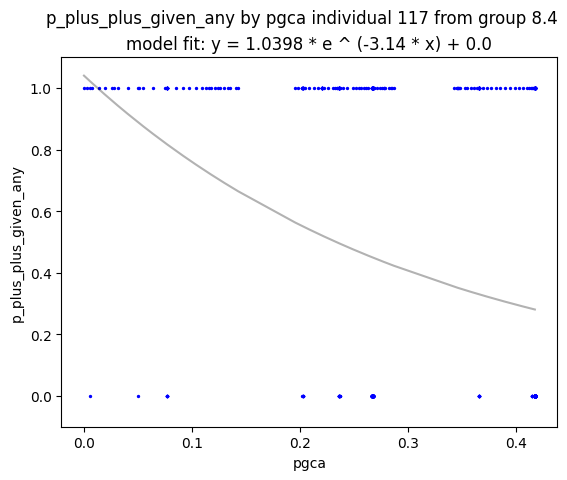 p_plus_plus_given_any by pgca individual 117 from group 8.4
model fit: y = 1.0398 * e ^ (-3.14 * x) + 0.0
1.0
0.8
0.6
0.4
0.2
0.0
p_plus_plus_given_any
0.0 0.1 0.2 0.3 0.4
pgca